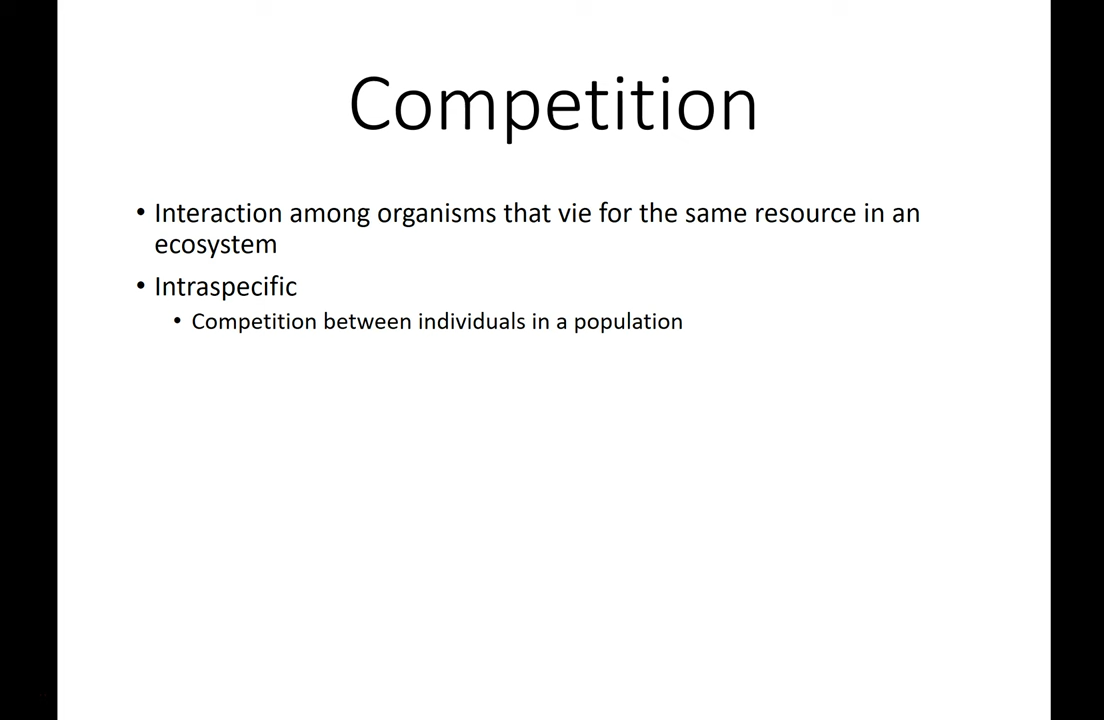 Competition
• Interaction among organisms that vie for the same resource in an
ecosystem
• Intraspecific
• Competition between individuals in a population